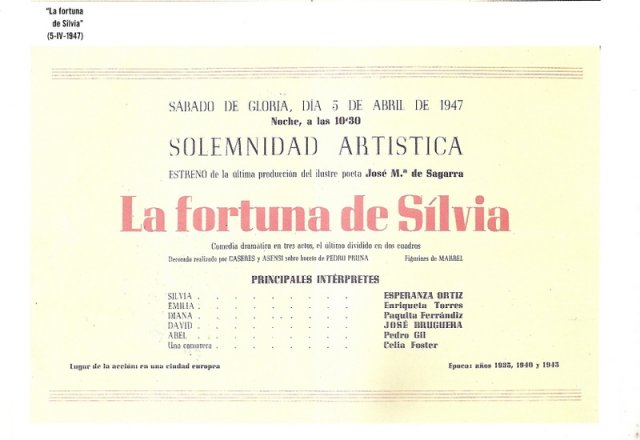 "La fortuna
de Silvia"
(5-IV-1947)
SABADO DE GLORIA, DÍA 5 DE ABRIL DE 1947
Noche, a las 10'30
SOLEMNIDAD ARTISTICA
ESTRENO de la última producción del ilustre poeta José M.ª de Sagarra
La fortuna de Sílvia
Comedia dramática en tres actos, el último dividido en dos cuadros
Decorado realizado por CASERES y ASENSI sobre boceto de PEDRO PRUNA Figurines de MARBEL
PRINCIPALES INTÉRPRETES
SILVIA . . . . . . . . . . ESPERANZA ORTIZ
EMILIA . . . . . . . . . . Enriqueta Torres
DIANA . . . . . . . . . . Paquita Ferrándiz
DAVID . . . . . . . . . . JOSÉ BRUGUERA
ABEL . . . . . . . . . . Pedro Gil
Una camarera . . . . . . . . Celia Foster
Lugar de la acción: en una ciudad europea Epoca: años 1935, 1940 y 1945